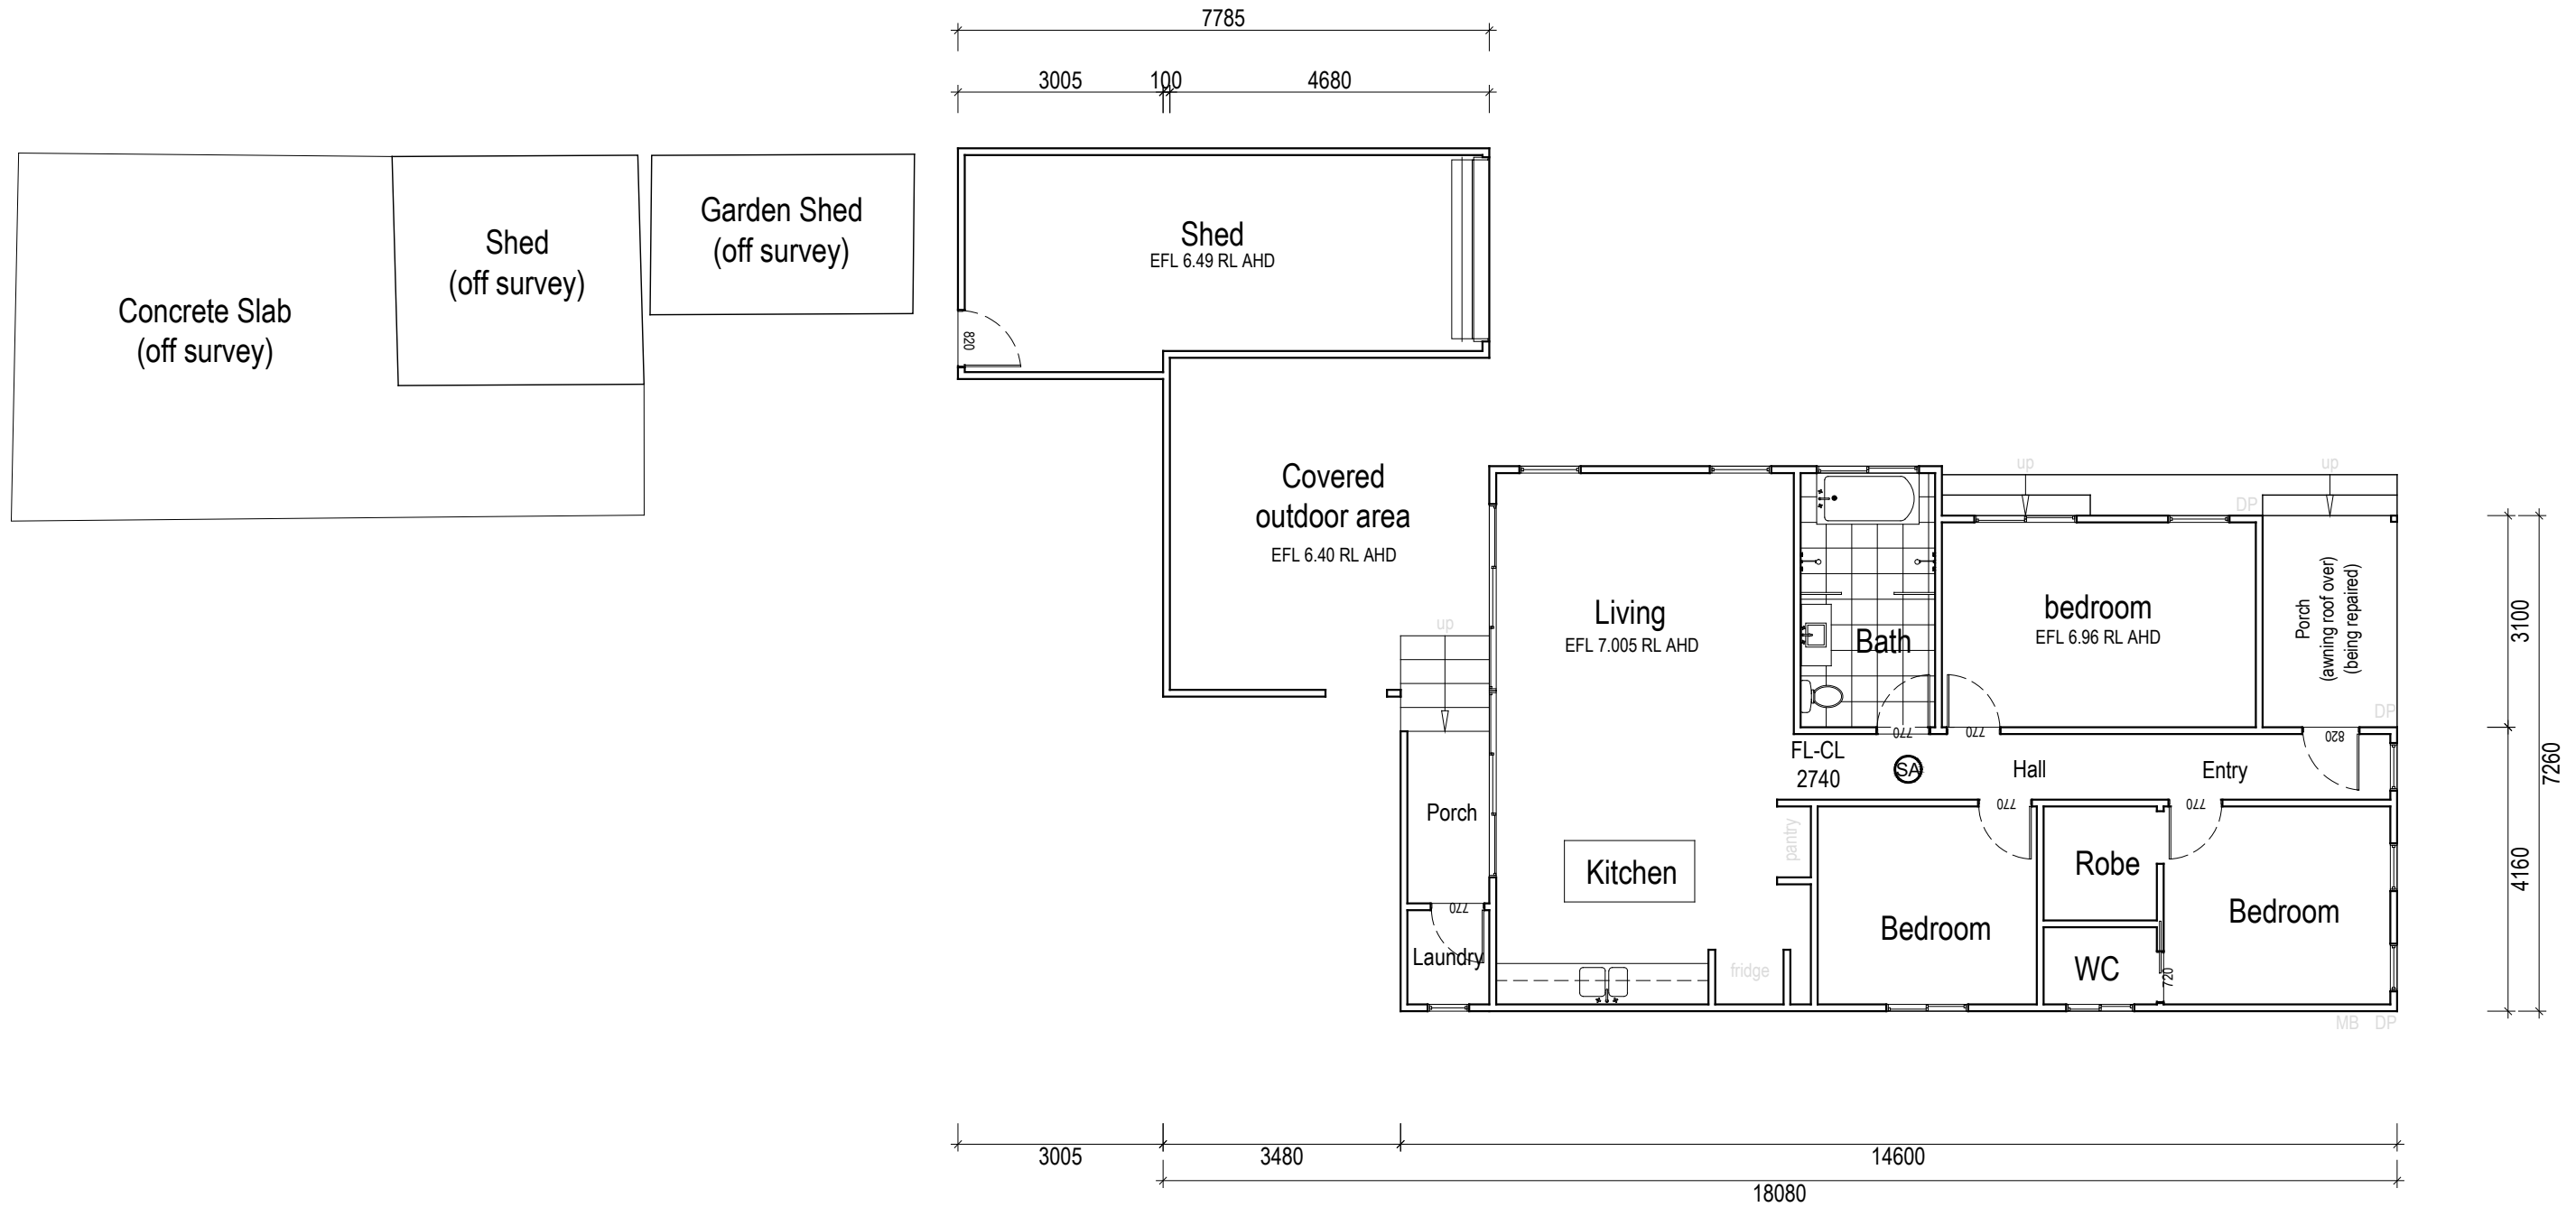 7785
3005
100
4680
Concrete Slab
(off survey)
Shed
(off survey)
Garden Shed
(off survey)
Shed
EFL 6.49 RL AHD
820
Covered
outdoor area
EFL 6.40 RL AHD
up
Living
EFL 7.005 RL AHD
Bath
770
up
up
DP
bedroom
EFL 6.96 RL AHD
770
Porch
(awning roof over)
(being repaired)
DP
820
3100
4160
7260
FL-CL
2740
SA
Hall
Entry
770
770
Porch
770
Laundry
Kitchen
pantry
fridge
Bedroom
Robe
WC
720
Bedroom
MB
DP
3005
3480
14600
18080